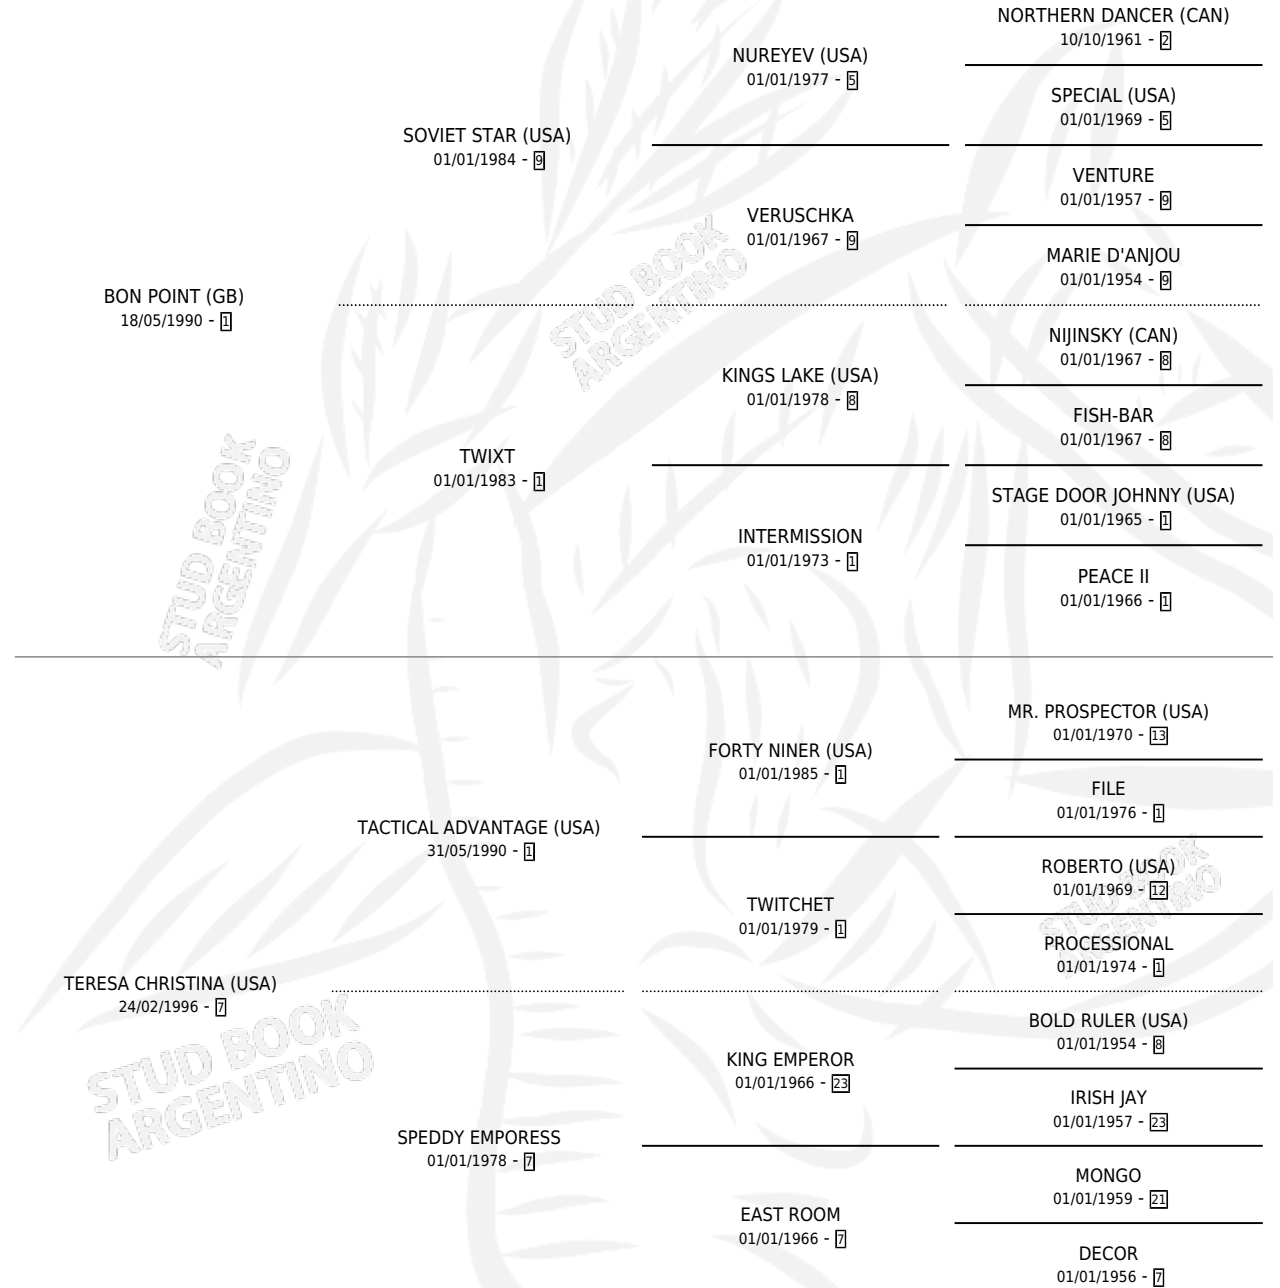 NORTHERN DANCER (CAN)
10/10/1961 - 2
NUREYEV (USA)
01/01/1977 - 5
SPECIAL (USA)
01/01/1969 - 5
SOVIET STAR (USA)
01/01/1984 - 9
VENTURE
01/01/1957 - 9
VERUSCHKA
01/01/1967 - 9
MARIE D'ANJOU
01/01/1954 - 9
BON POINT (GB)
18/05/1990 - 1
NIJINSKY (CAN)
01/01/1967 - 8
KINGS LAKE (USA)
01/01/1978 - 8
FISH-BAR
01/01/1967 - 8
TWIXT
01/01/1983 - 1
STAGE DOOR JOHNNY (USA)
01/01/1965 - 1
INTERMISSION
01/01/1973 - 1
PEACE II
01/01/1966 - 1
STUD BOOK
ARGENTINO
STUD BOOK
ARGENTINO
MR. PROSPECTOR (USA)
01/01/1970 - 13
FORTY NINER (USA)
01/01/1985 - 1
FILE
01/01/1976 - 1
TACTICAL ADVANTAGE (USA)
31/05/1990 - 1
ROBERTO (USA)
01/01/1969 - 12
TWITCHET
01/01/1979 - 1
PROCESSIONAL
01/01/1974 - 1
STUD BOOK
ARGENTINO
TERESA CHRISTINA (USA)
24/02/1996 - 7
BOLD RULER (USA)
01/01/1954 - 8
KING EMPEROR
01/01/1966 - 23
IRISH JAY
01/01/1957 - 23
SPEDDY EMPORESS
01/01/1978 - 7
MONGO
01/01/1959 - 21
EAST ROOM
01/01/1966 - 7
DECOR
01/01/1956 - 7
STUD BOOK
ARGENTINO